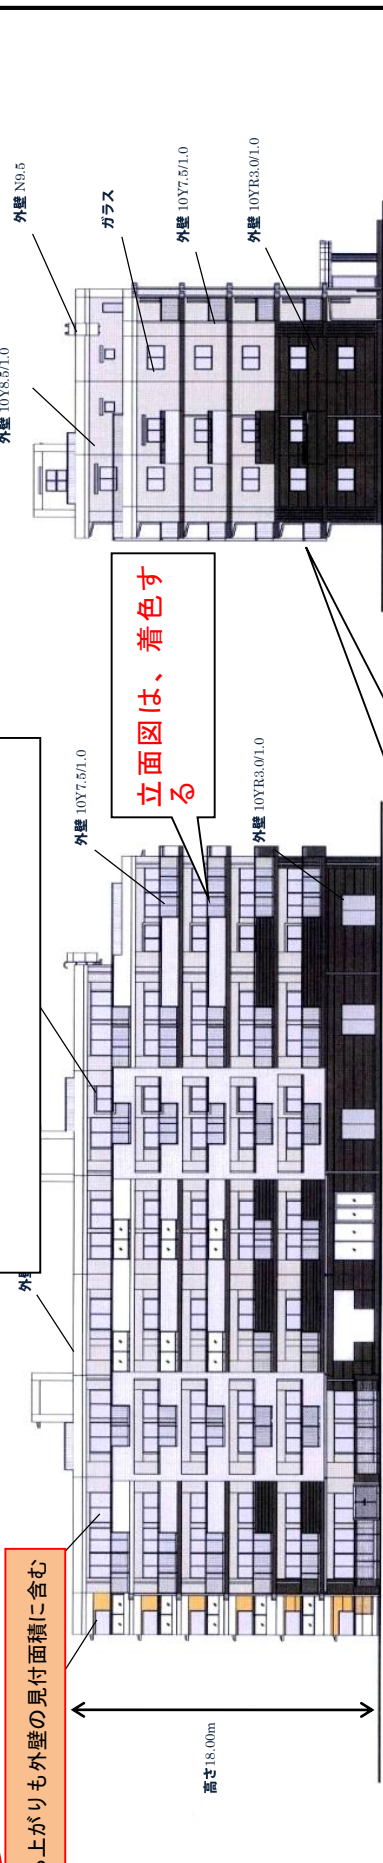 外壁 N9.5
外壁 10Y8.5/1.0
ガラス
外壁 10Y7.5/1.0
外壁 10YR3.0/1.0
立面図は、着色す
る
外壁 10Y7.5/1.0
外壁 10YR3.0/1.0
外壁
上がりも外壁の見付面積に含む
高さ18.00m